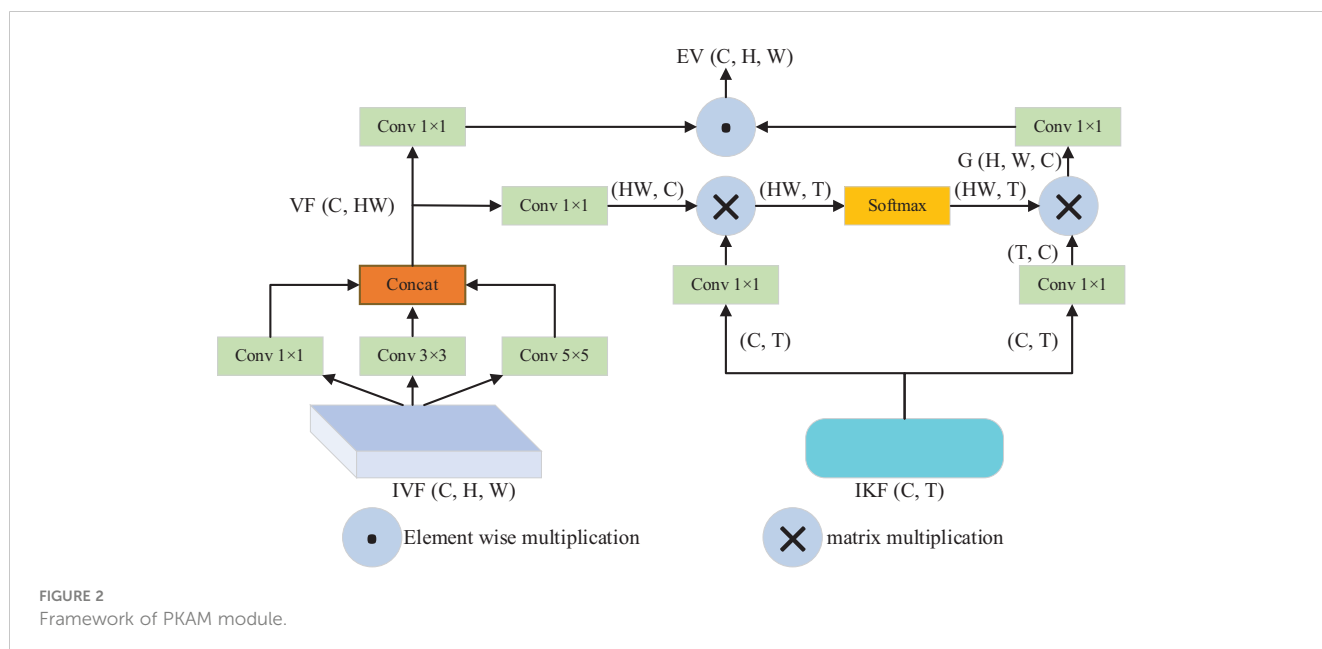 EV (C, H, W)
Conv 1×1
Conv 1×1
G (H, W, C)
VF (C, HW)
Conv 1×1
(HW, C)
(HW, T)
Softmax
(HW, T)
(T, C)
Concat
Conv 1×1
Conv 1×1
Conv 1×1
Conv 3×3
Conv 5×5
(C, T)
(C, T)
IVF (C, H, W)
IKF (C, T)
Element wise multiplication
matrix multiplication
FIGURE 2
Framework of PKAM module.